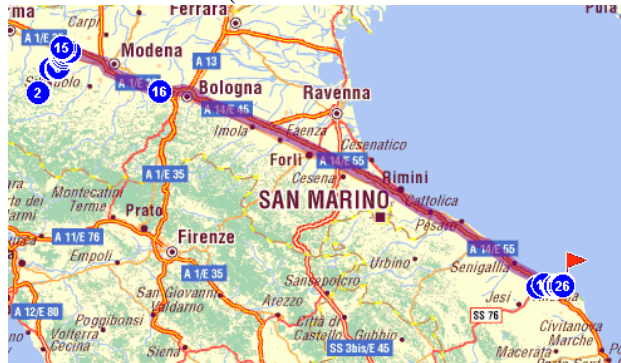 Ferrara
Carpi
Pula
15
Modena
A 13
2
16
Bologna
Ravenna
A 14/E 45
Imola
Faenza
Cesenatico
A 1/E 35
Forlì
A 14/E 55
Cesena
Rimini
Montecatini
Terme
SAN MARINO
Cattolica
Prato
Pesaro
A 11/E 76
Firenze
Urbino
A 14/E 55
Empoli
Senigallia
A 1/E 35
Sansepolcro
26
San Giovanni
Valdarno
Arezzo
Jesi
A 12/E 80
Poggibonsi
Città di
Castello
SS 76
Civitanova
Marche
Volterra
Gubbio
Macerata
Cecina
Siena
SS 3bis/E 45